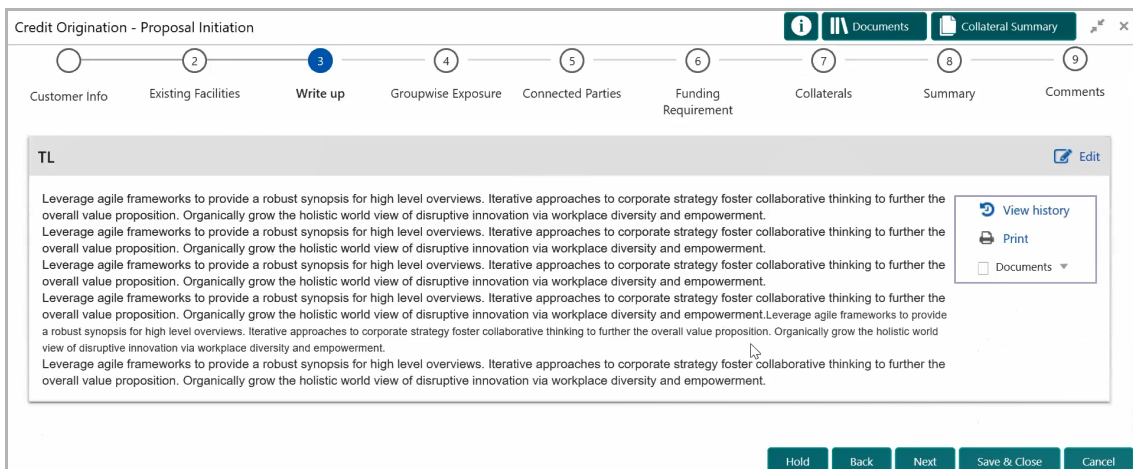 Credit Origination - Proposal Initiation
i Documents Collateral Summary
2 3 4 5 6 7 8 9
Customer Info Existing Facilities Write up Groupwise Exposure Connected Parties Funding Requirement Collaterals Summary Comments
TL Edit
Leverage agile frameworks to provide a robust synopsis for high level overviews. Iterative approaches to corporate strategy foster collaborative thinking to further the
overall value proposition. Organically grow the holistic world view of disruptive innovation via workplace diversity and empowerment.
Leverage agile frameworks to provide a robust synopsis for high level overviews. Iterative approaches to corporate strategy foster collaborative thinking to further the
overall value proposition. Organically grow the holistic world view of disruptive innovation via workplace diversity and empowerment.
Leverage agile frameworks to provide a robust synopsis for high level overviews. Iterative approaches to corporate strategy foster collaborative thinking to further the
overall value proposition. Organically grow the holistic world view of disruptive innovation via workplace diversity and empowerment.
Leverage agile frameworks to provide a robust synopsis for high level overviews. Iterative approaches to corporate strategy foster collaborative thinking to further the
overall value proposition. Organically grow the holistic world view of disruptive innovation via workplace diversity and empowerment.Leverage agile frameworks to provide
a robust synopsis for high level overviews. Iterative approaches to corporate strategy foster collaborative thinking to further the overall value proposition. Organically grow the holistic world
view of disruptive innovation via workplace diversity and empowerment.
Leverage agile frameworks to provide a robust synopsis for high level overviews. Iterative approaches to corporate strategy foster collaborative thinking to further the
overall value proposition. Organically grow the holistic world view of disruptive innovation via workplace diversity and empowerment.
View history
Print
Documents
Hold Back Next Save & Close Cancel